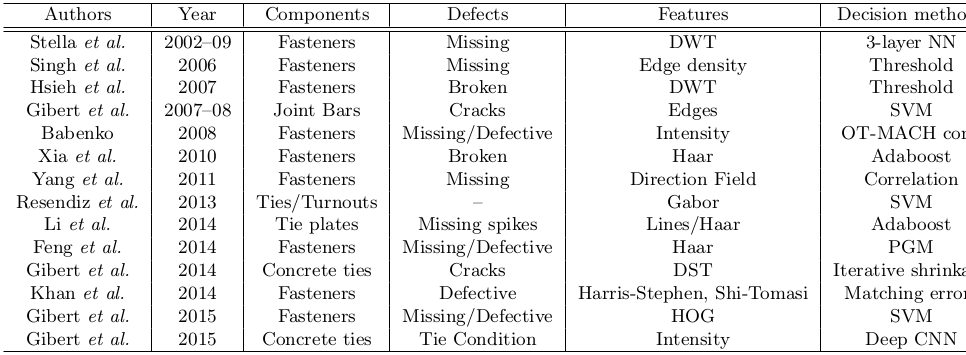 Authors Year Components Defects Features Decision metho
Stella et al. 2002–09 Fasteners Missing DWT 3-layer NN
Singh et al. 2006 Fasteners Missing Edge density Threshold
Hsieh et al. 2007 Fasteners Broken DWT Threshold
Gibert et al. 2007–08 Joint Bars Cracks Edges SVM
Babenko 2008 Fasteners Missing/Defective Intensity OT-MACH cor
Xia et al. 2010 Fasteners Broken Haar Adaboost
Yang et al. 2011 Fasteners Missing Direction Field Correlation
Resendiz et al. 2013 Ties/Turnouts – Gabor SVM
Li et al. 2014 Tie plates Missing spikes Lines/Haar Adaboost
Feng et al. 2014 Fasteners Missing/Defective Haar PGM
Gibert et al. 2014 Concrete ties Cracks DST Iterative shrinka
Khan et al. 2014 Fasteners Defective Harris-Stephen, Shi-Tomasi Matching error
Gibert et al. 2015 Fasteners Missing/Defective HOG SVM
Gibert et al. 2015 Concrete ties Tie Condition Intensity Deep CNN